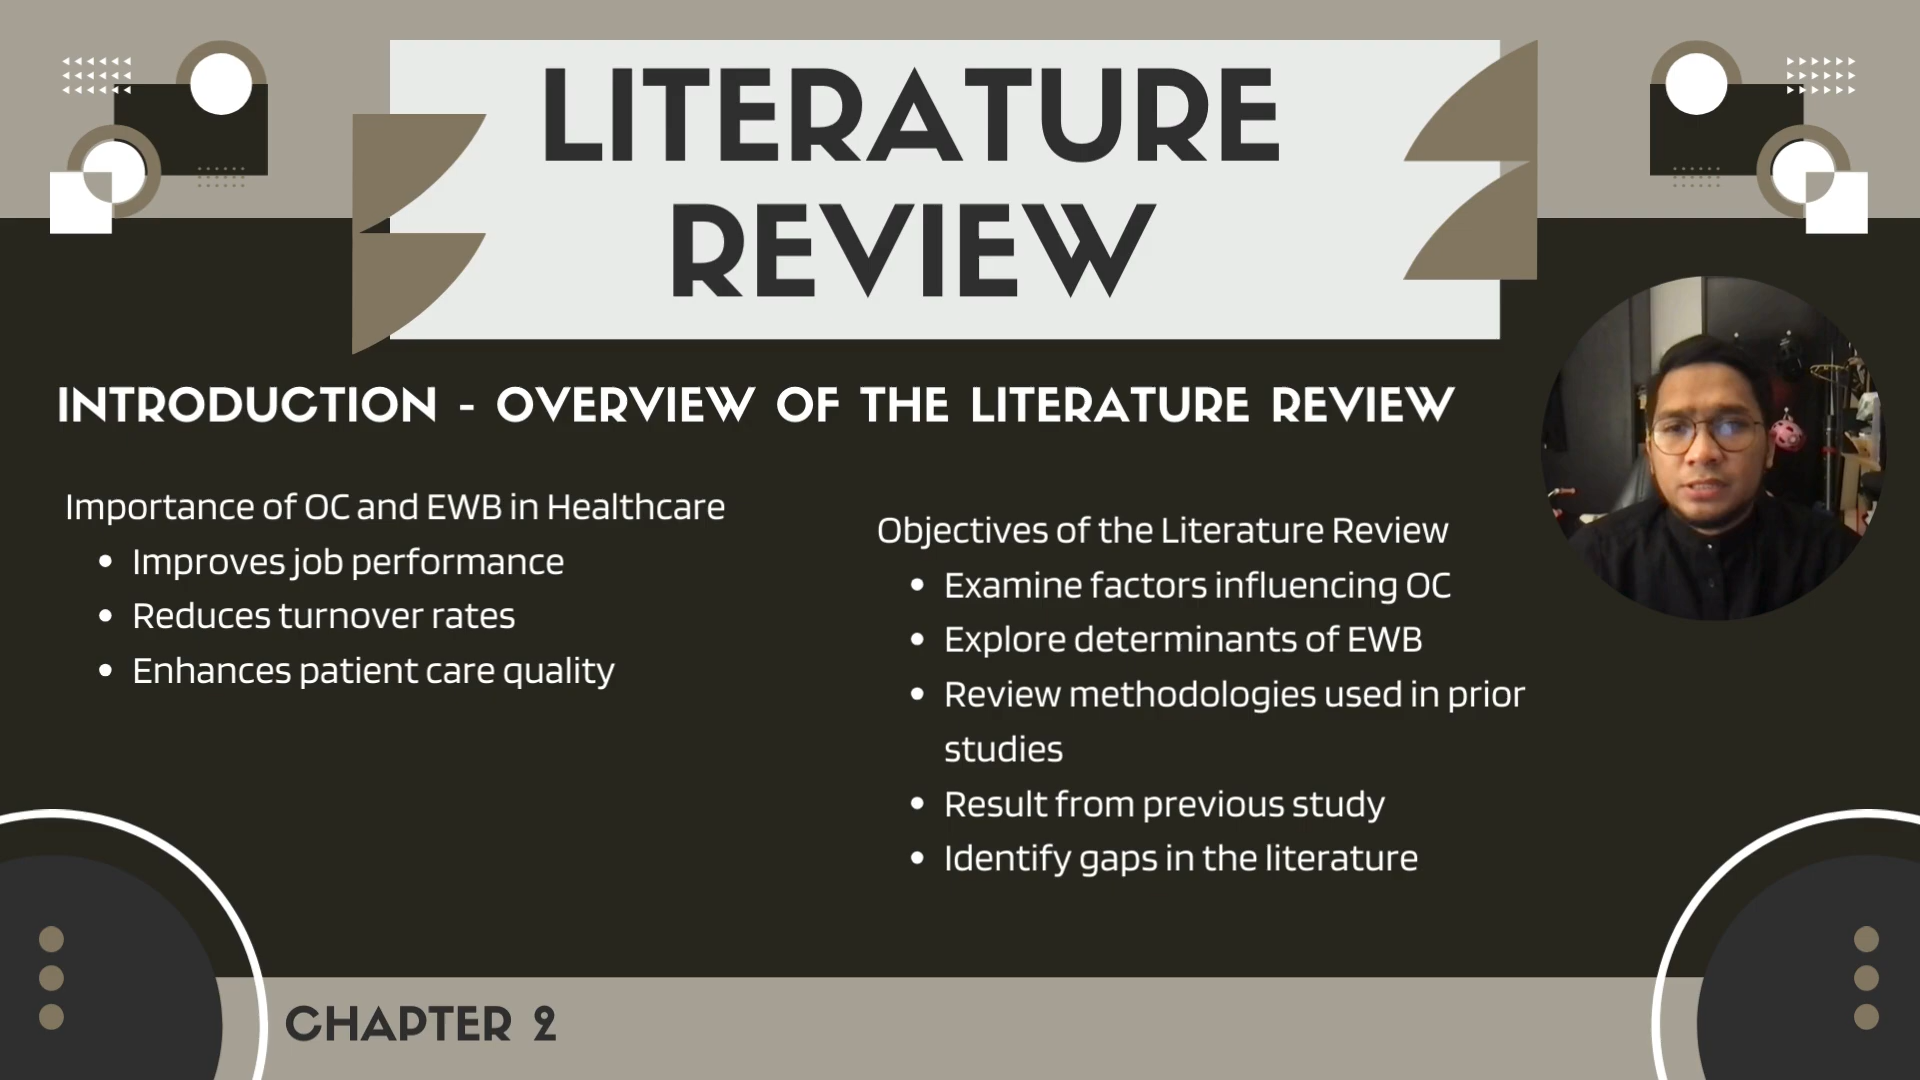 LITERATURE
REVIEW
INTRODUCTION - OVERVIEW OF THE LITERATURE REVIEW
Importance of OC and EWB in Healthcare
• Improves job performance
• Reduces turnover rates
• Enhances patient care quality
Objectives of the Literature Review
• Examine factors influencing OC
• Explore determinants of EWB
• Review methodologies used in prior
studies
• Result from previous study
• Identify gaps in the literature
CHAPTER 2